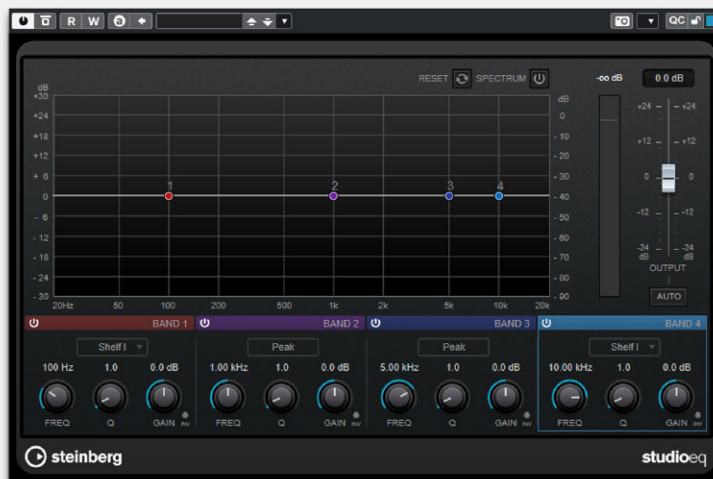 R W a QC
RESET SPECTRUM -∞ dB 0.0 dB
dB dB
+30 0
+24 - 10
+18 - 20
+12 - 30
+ 6 - 40
0 - 50
- 6 - 60
- 12 - 70
- 18 - 80
- 24 - 90
- 30
1 2 3 4
20Hz 50 100 200 500 1k 2k 5k 10k 20k
+24 +24
+12 +12
0 0
-12 -12
-24 -24
dB dB
OUTPUT
AUTO
BAND 1 BAND 2 BAND 3 BAND 4
Shelf I Peak Peak Shelf I
100 Hz 1.0 0.0 dB 1.00 kHz 1.0 0.0 dB 5.00 kHz 1.0 0.0 dB 10.00 kHz 1.0 0.0 dB
FREQ Q GAIN INV FREQ Q GAIN INV FREQ Q GAIN INV FREQ Q GAIN INV
steinberg studioeq